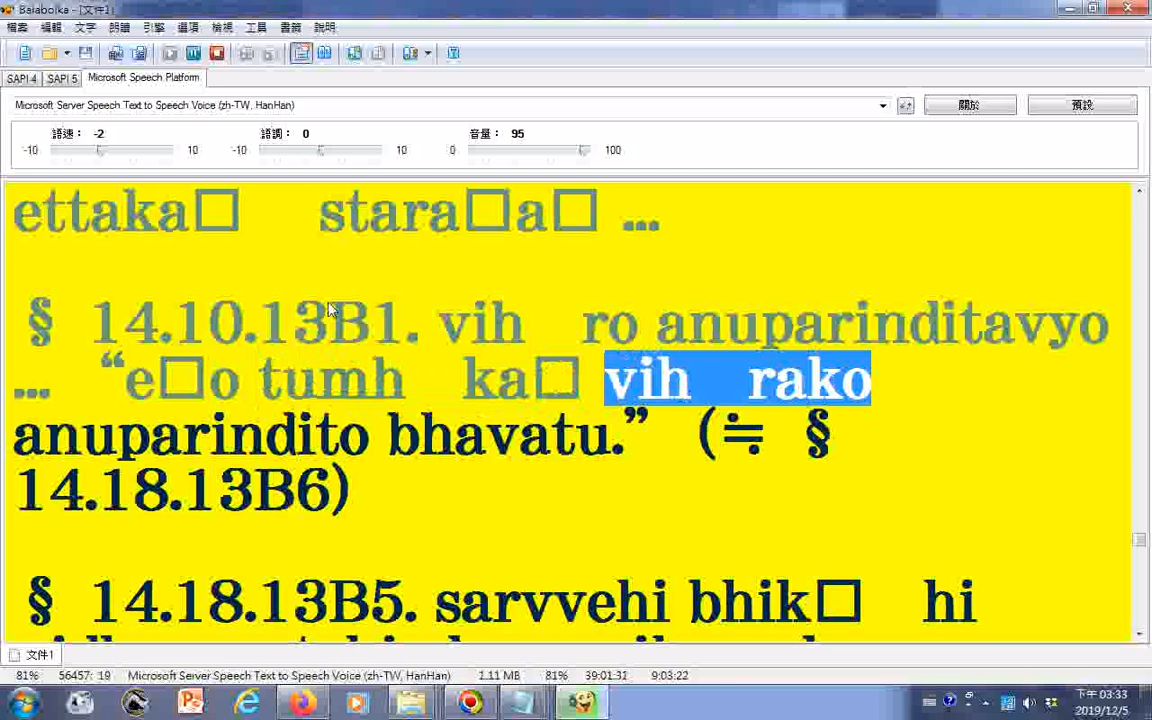 Balabolka - [文件1]
檔案 編輯 文字 朗讀 引擎 選項 檢視 工具 書籤 說明
SAPI 4 SAPI 5 Microsoft Speech Platform
Microsoft Server Speech Text to Speech Voice (zh-TW, HanHan) 關於 預設
語速： -2 語調： 0 音量： 95
-10 10 -10 10 0 100
ettaka□ stara□a□ ...
§ 14.10.13B1. vih ro anuparinditavyo
... “e□o tumh ka□ vih rako
anuparindito bhavatu.” (≒ §
14.18.13B6)
§ 14.18.13B5. sarvvehi bhik□ hi
文件1
81% 56457: 19 Microsoft Server Speech Text to Speech Voice (zh-TW, HanHan) 1.11 MB 81% 39:01:31 9:03:22
下午 03:33
2019/12/5